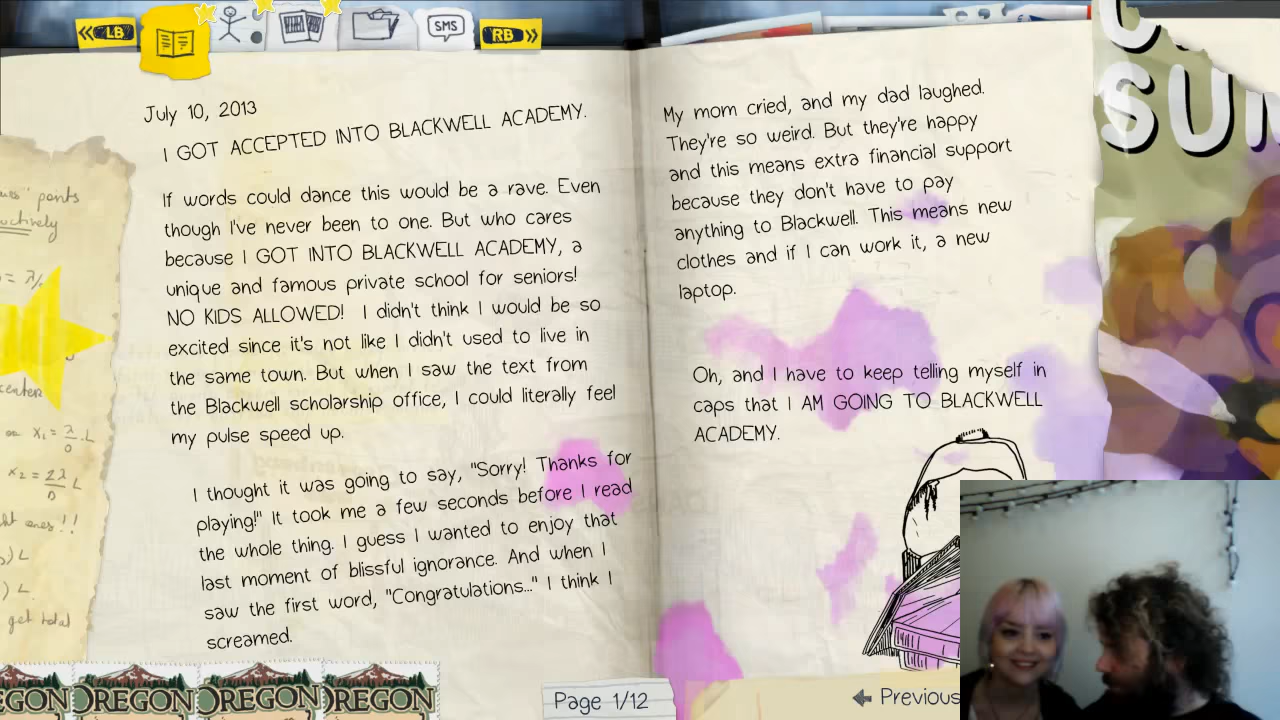 LB
SMS
RB
July 10, 2013
I GOT ACCEPTED INTO BLACKWELL ACADEMY.
If words could dance this would be a rave. Even
though I've never been to one. But who cares
because I GOT INTO BLACKWELL ACADEMY, a
unique and famous private school for seniors!
NO KIDS ALLOWED! I didn't think I would be so
excited since it's not like I didn't used to live in
the same town. But when I saw the text from
the Blackwell scholarship office, I could literally feel
my pulse speed up.
I thought it was going to say, "Sorry! Thanks for
playing!" It took me a few seconds before I read
the whole thing. I guess I wanted to enjoy that
last moment of blissful ignorance. And when I
saw the first word, "Congratulations..." I think I
screamed.
My mom cried, and my dad laughed.
They're so weird. But they're happy
and this means extra financial support
because they don't have to pay
anything to Blackwell. This means new
clothes and if I can work it, a new
laptop.
Oh, and I have to keep telling myself in
caps that I AM GOING TO BLACKWELL
ACADEMY.
points
get total
EGON OREGON OREGON OREGON
Page 1/12
Previous